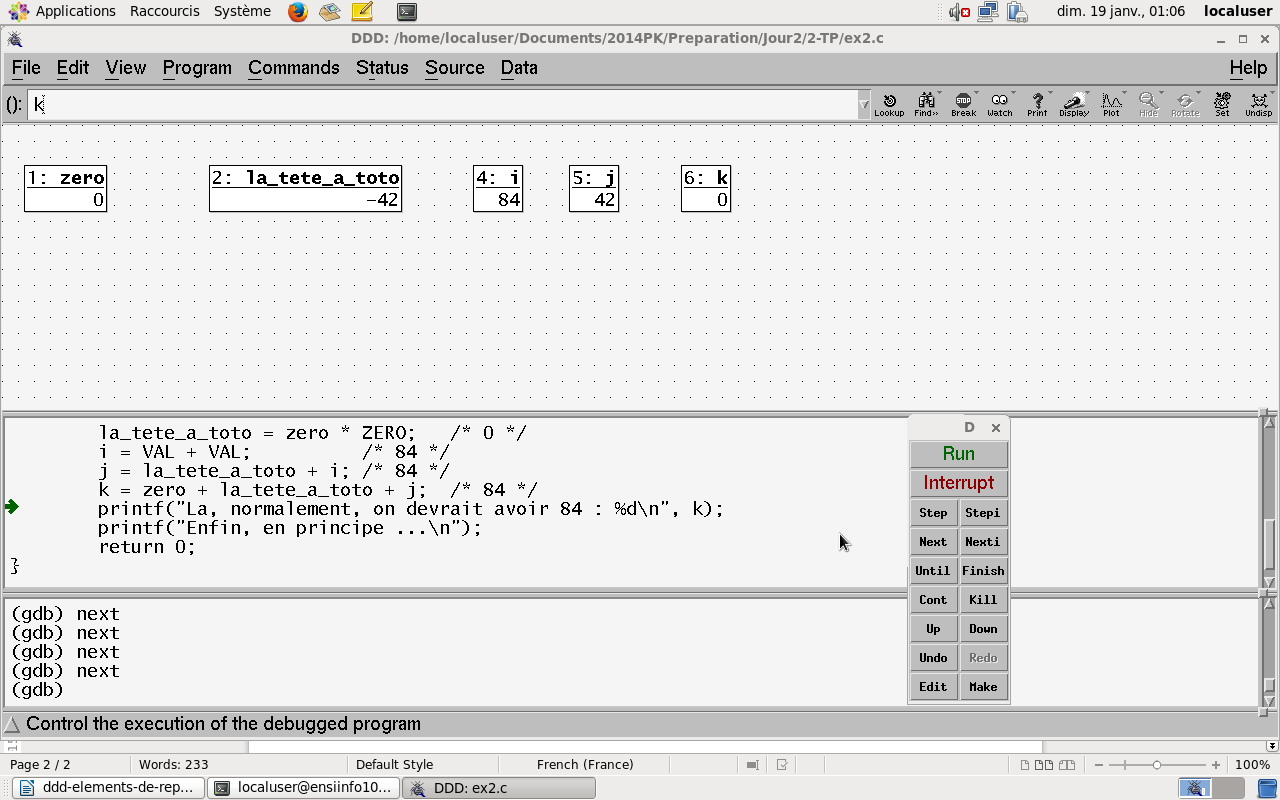 Applications Raccourcis Système dim. 19 janv., 01:06 localuser
DDD: /home/localuser/Documents/2014PK/Preparation/Jour2/2-TP/ex2.c
File Edit View Program Commands Status Source Data Help
(): k
Lookup Find>> Break Watch Print Display Plot Hide Rotate Set Undisp
STOP
1: zero
0
2: la_tete_a_toto
-42
4: i
84
5: j
42
6: k
0
la_tete_a_toto = zero * ZERO; /* 0 */
i = VAL + VAL; /* 84 */
j = la_tete_a_toto + i; /* 84 */
k = zero + la_tete_a_toto + j; /* 84 */
printf("La, normalement, on devrait avoir 84 : %d\n", k);
printf("Enfin, en principe ...\n");
return 0;
}
D
Run
Interrupt
Step Stepi
Next Nexti
Until Finish
Cont Kill
Up Down
Undo Redo
Edit Make
(gdb) next
(gdb) next
(gdb) next
(gdb) next
(gdb)
Control the execution of the debugged program
Page 2 / 2 Words: 233 Default Style French (France) 100%
ddd-elements-de-rep... localuser@ensiinfo10... DDD: ex2.c